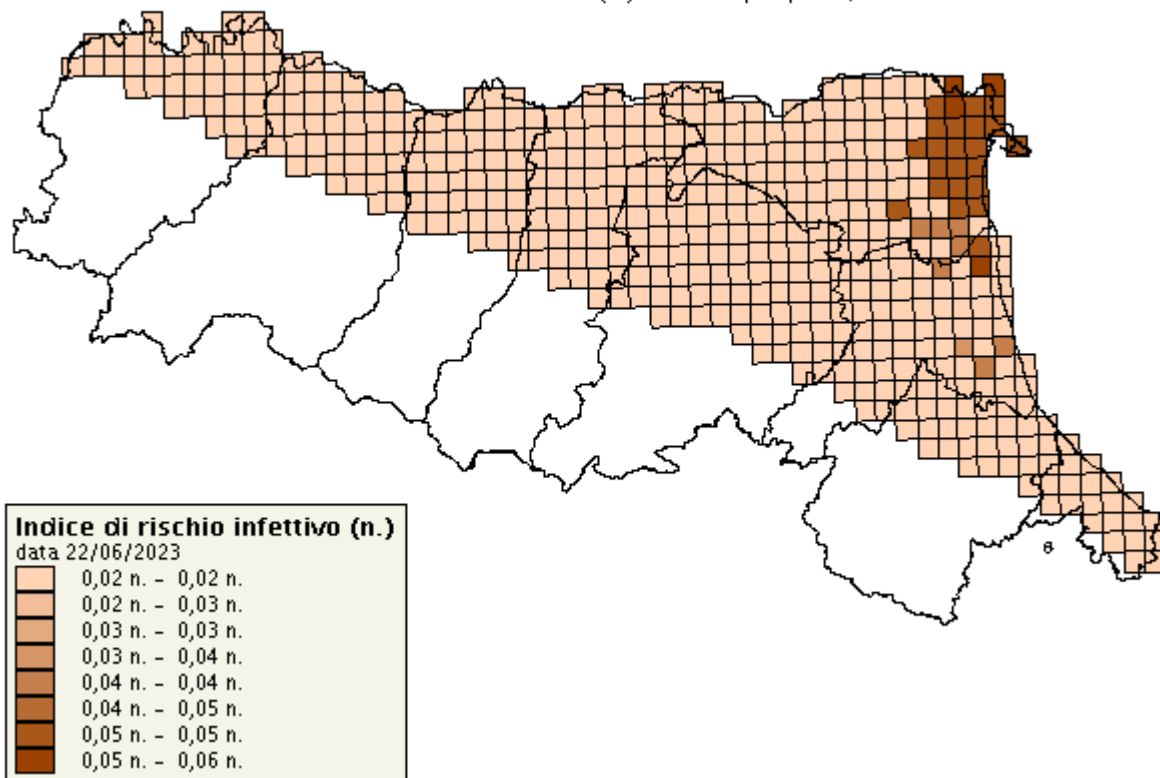 Indice di rischio infettivo (n.)
data 22/06/2023
0,02 n. - 0,02 n.
0,02 n. - 0,03 n.
0,03 n. - 0,03 n.
0,03 n. - 0,04 n.
0,04 n. - 0,04 n.
0,04 n. - 0,05 n.
0,05 n. - 0,05 n.
0,05 n. - 0,06 n.